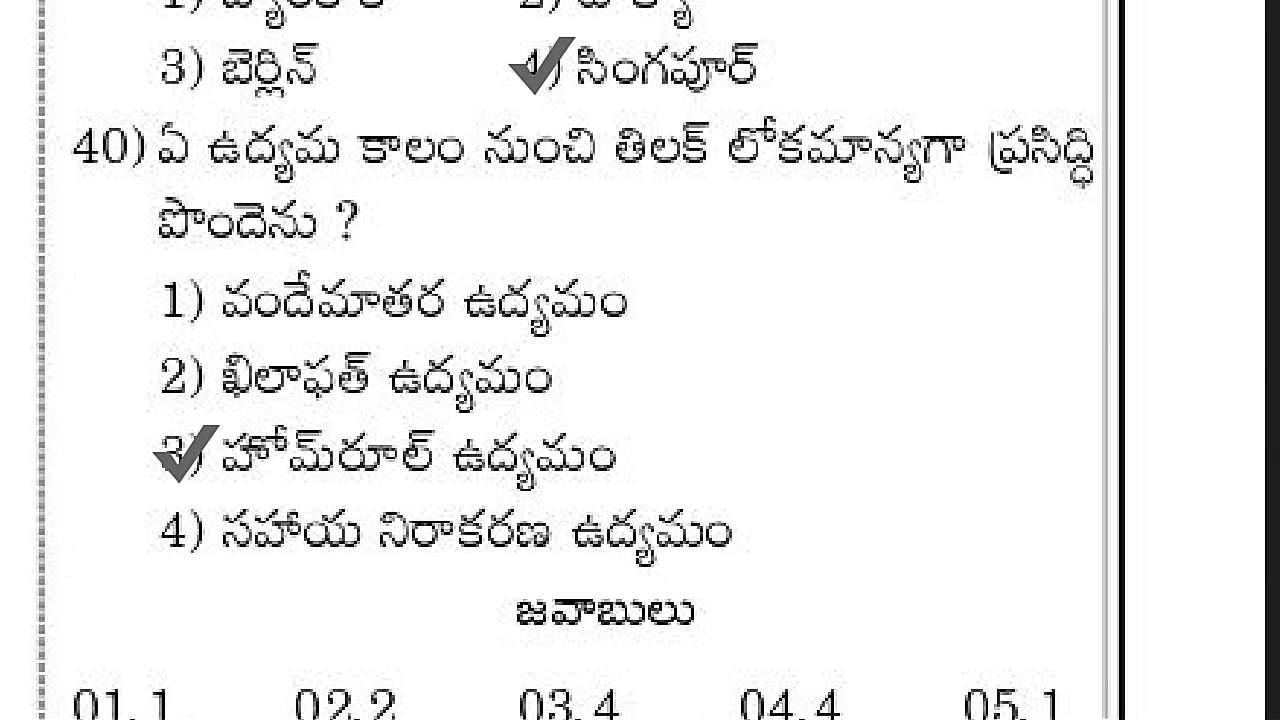 3) బెర్లిన్ 4) సింగపూర్
40) ఏ ఉద్యమ కాలం నుంచి తిలక్ లోకమాన్యగా ప్రసిద్ధి
పొందెను ?
1) వందేమాతర ఉద్యమం
2) ఖిలాఫత్ ఉద్యమం
3) హోమ్‌రూల్ ఉద్యమం
4) సహాయ నిరాకరణ ఉద్యమం
జవాబులు
01.1 02.2 03.4 04.4 05.1